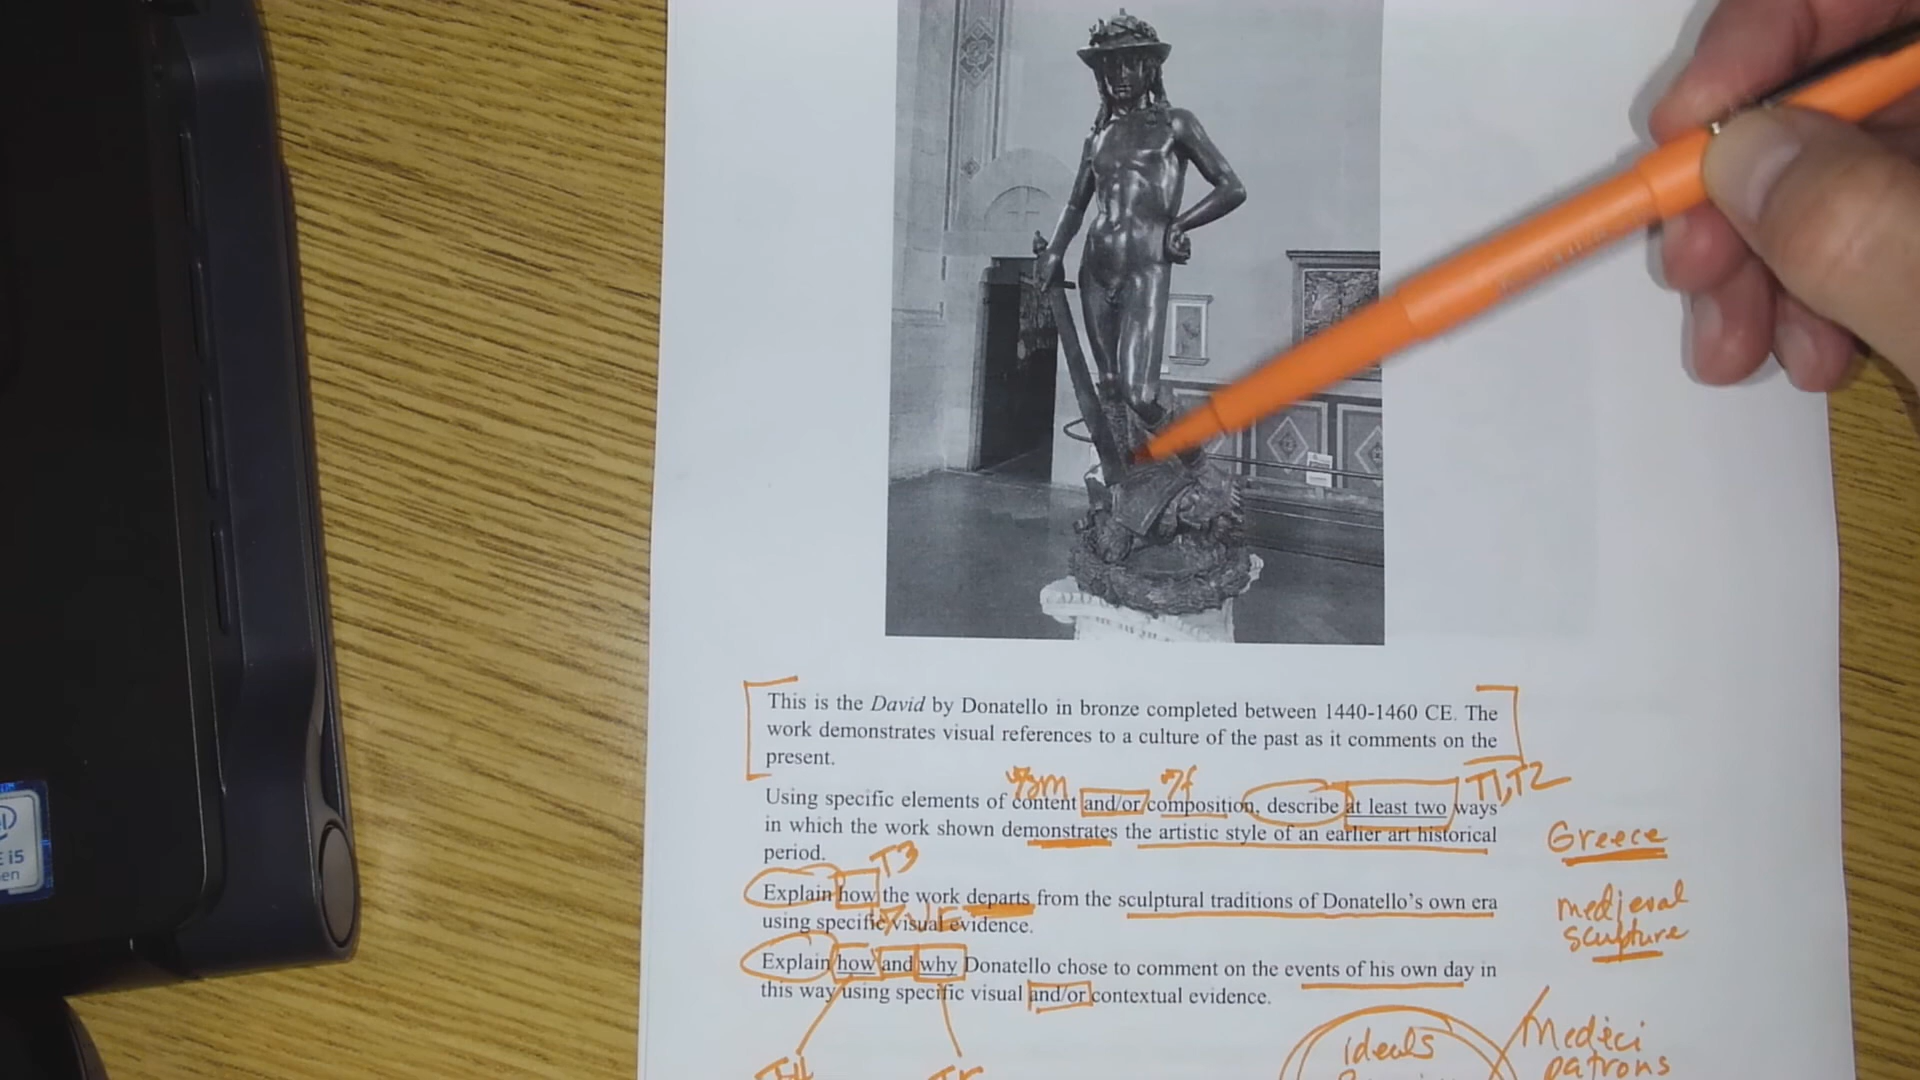 This is the David by Donatello in bronze completed between 1440-1460 CE. The
work demonstrates visual references to a culture of the past as it comments on the
present.
Using specific elements of content and/or composition, describe at least two ways
T1, T2
in which the work shown demonstrates the artistic style of an earlier art historical
period.
T3
Greece
Explain how the work departs from the sculptural traditions of Donatello's own era
using specific visual evidence.
medieval
sculpture
Explain how and why Donatello chose to comment on the events of his own day in
this way using specific visual and/or contextual evidence.
ideals
Medici
patrons
i5